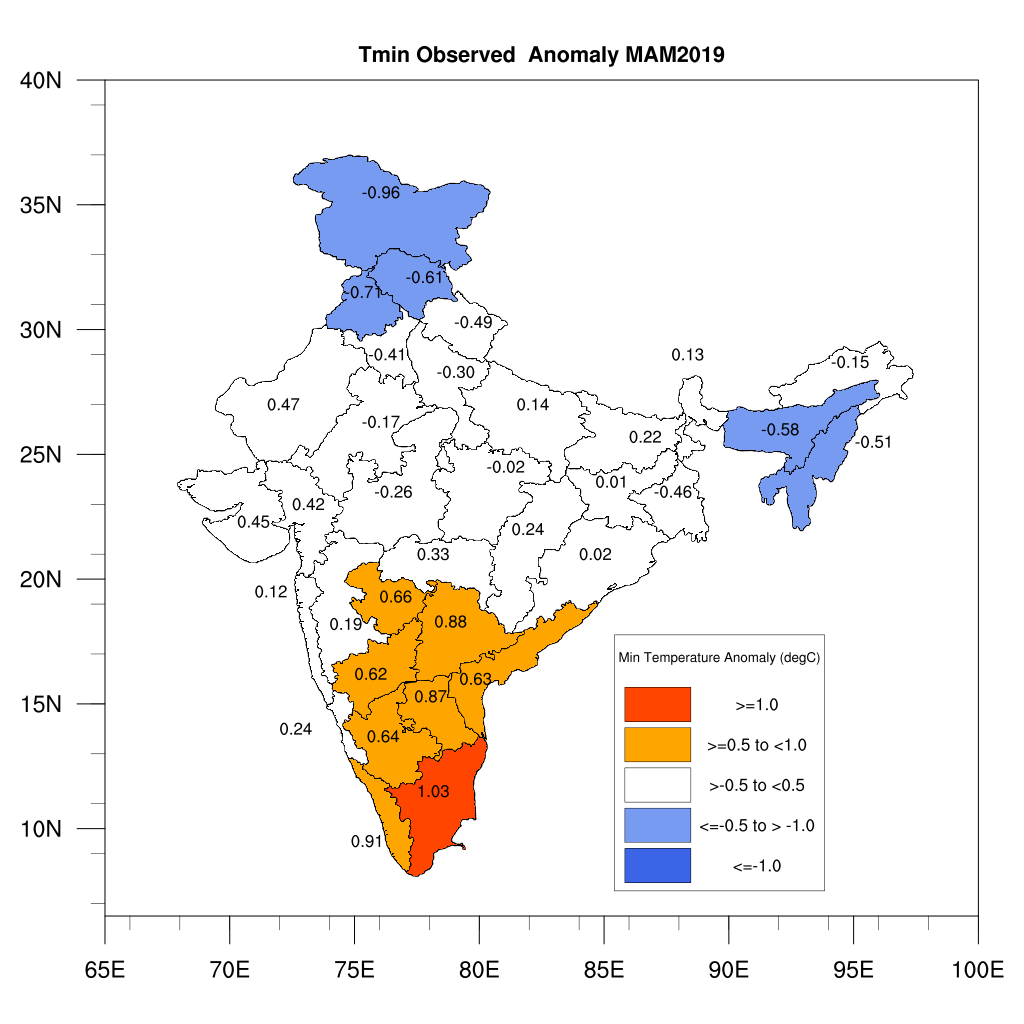 Tmin Observed  Anomaly MAM2019
40N
35N
30N
25N
20N
15N
10N
65E
70E
75E
80E
85E
90E
95E
100E
-0.96
-0.61
-0.71
-0.49
-0.41
-0.30
0.13
-0.15
0.47
-0.17
0.14
0.22
-0.58
-0.51
-0.02
0.01
-0.46
-0.26
0.42
0.45
0.24
0.33
0.02
0.12
0.66
0.19
0.88
0.62
0.63
0.87
0.24
0.64
1.03
0.91
Min Temperature Anomaly (degC)
>=1.0
>=0.5 to <1.0
>-0.5 to <0.5
<=-0.5 to > -1.0
<=-1.0